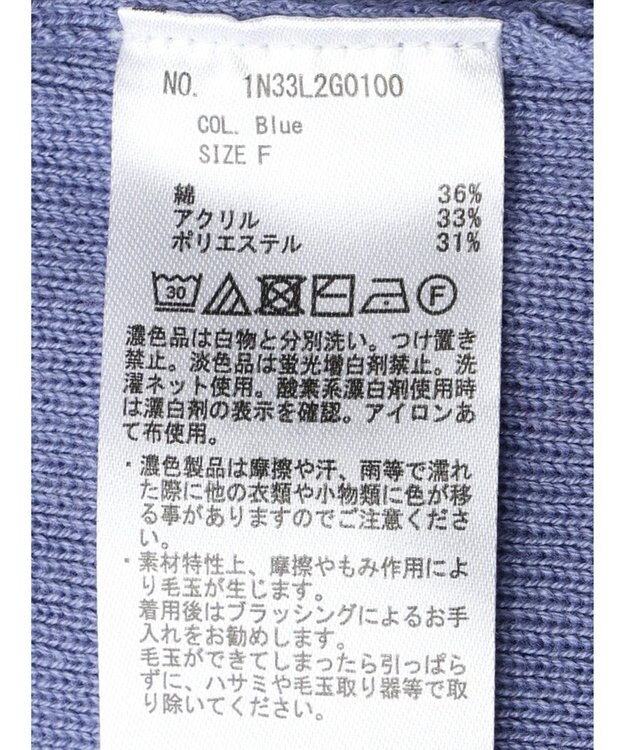 NO. 1N33L2G0100
COL. Blue
SIZE F
綿 36%
アクリル 33%
ポリエステル 31%
30 F
濃色品は白物と分別洗い。つけ置き
禁止。淡色品は蛍光増白剤禁止。洗
濯ネット使用。酸素系漂白剤使用時
は漂白剤の表示を確認。アイロンあ
て布使用。
・濃色製品は摩擦や汗、雨等で濡れ
た際に他の衣類や小物類に色が移
る事がありますのでご注意くださ
い。
・素材特性上、摩擦やもみ作用によ
り毛玉が生じます。
着用後はブラッシングによるお手
入れをお勧めします。
毛玉ができてしまったら引っぱら
ずに、ハサミや毛玉取り器等で取
り除いてください。